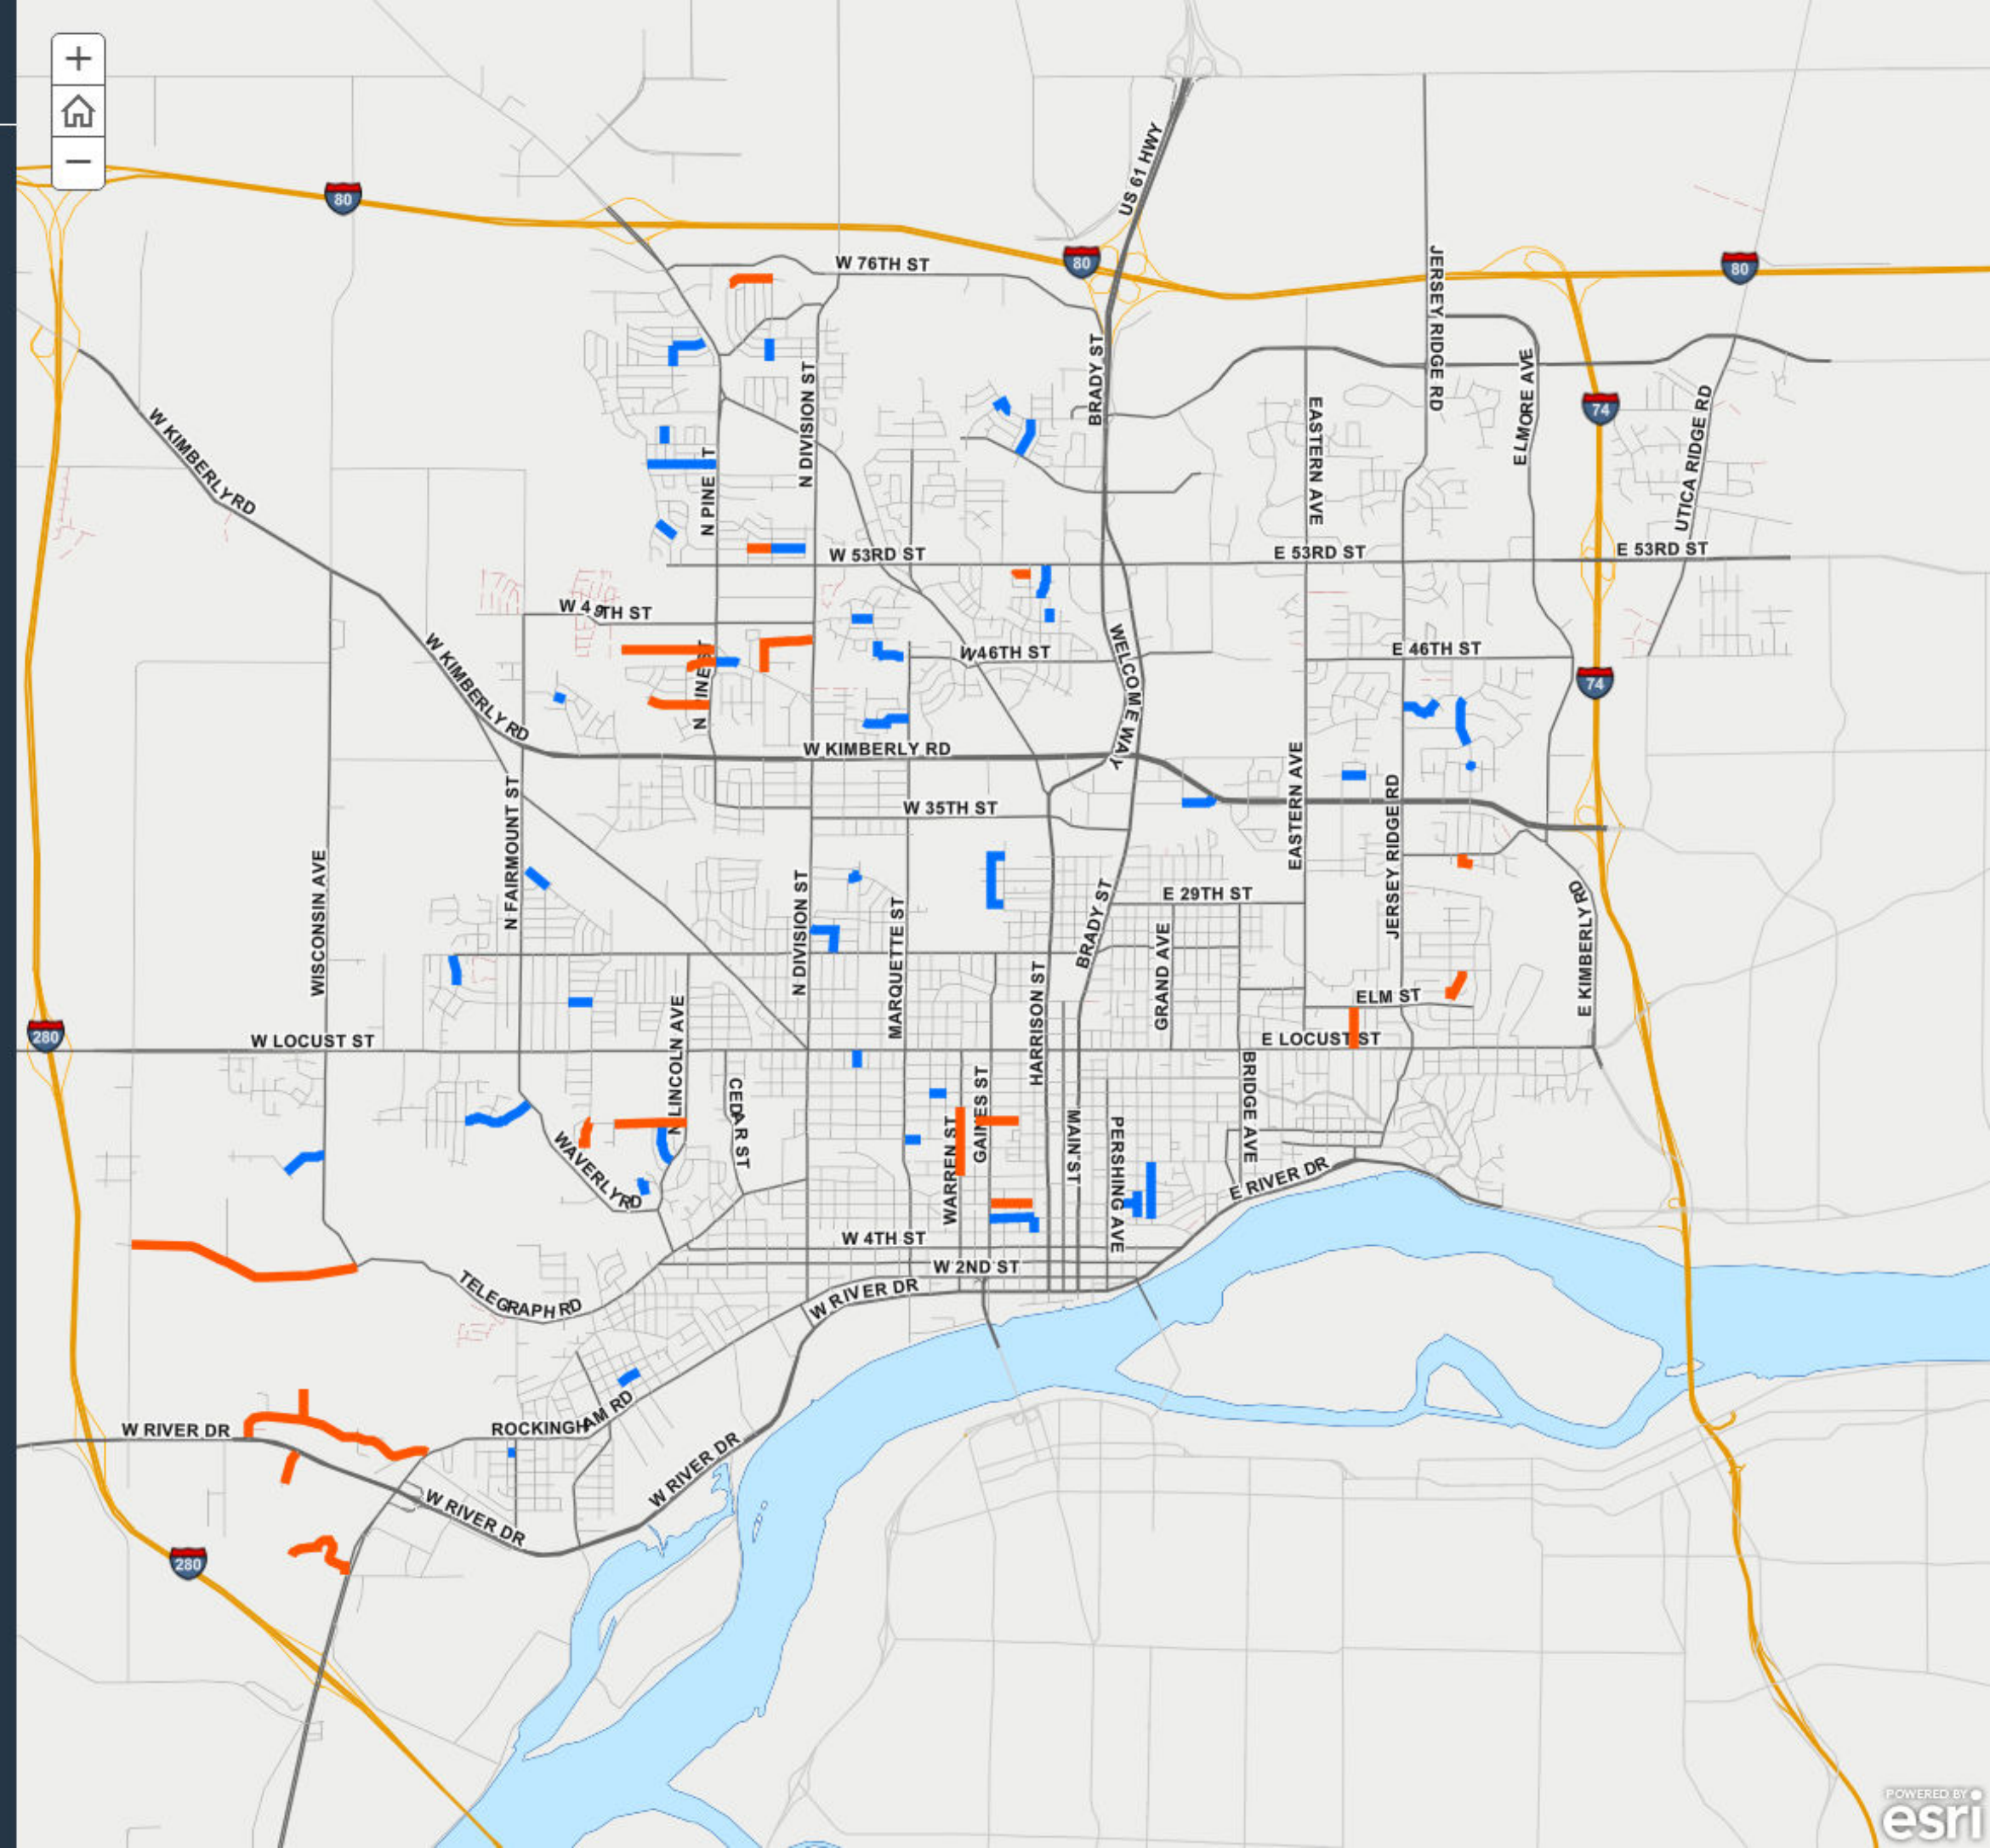 +
−
80
US 61 HWY
W 76TH ST
80
80
JERSEY RIDGE RD
BRADY ST
ELMORE AVE
N DIVISION ST
EASTERN AVE
74
UTICA RIDGE RD
W KIMBERLY RD
N PINE T
W 53RD ST
E 53RD ST
E 53RD ST
W 49TH ST
W 46TH ST
E 46TH ST
WELCOME WAY
W KIMBERLY RD
N INE ST
74
W KIMBERLY RD
W 35TH ST
EASTERN AVE
JERSEY RIDGE RD
N FAIRMOUNT ST
WISCONSIN AVE
E 29TH ST
N DIVISION ST
MARQUETTE ST
BRADY ST
GRAND AVE
E KIMBERLY RD
HARRISON ST
N LINCOLN AVE
ELM ST
280
W LOCUST ST
E LOCUST ST
CEDAR ST
GAINES ST
BRIDGE AVE
WARREN ST
MAIN ST
PERSHING AVE
WAVERLY RD
E RIVER DR
W 4TH ST
W 2ND ST
TELEGRAPH RD
W RIVER DR
W RIVER DR
ROCKINGHAM RD
W RIVER DR
W RIVER DR
280
POWERED BY
esri